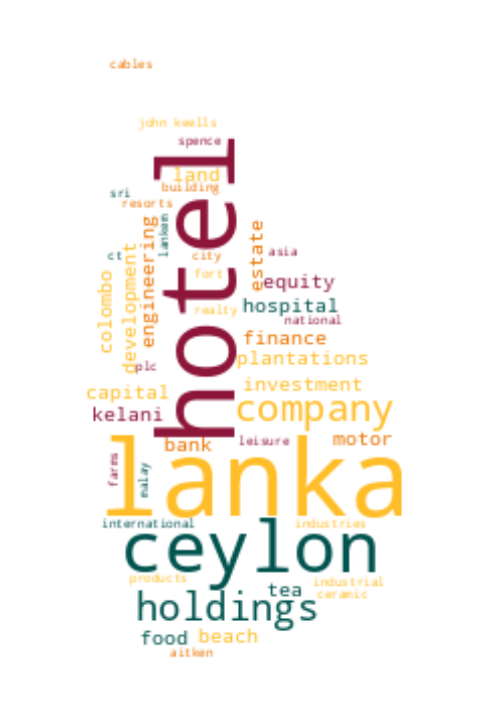 cables
john keells
spence
land
building
sri
resorts
hotel
lankem
engineering
estate
ct
city
asia
development
colombo
fort
equity
hospital
realty
national
finance
plantations
plc
investment
capital
company
kelani
bank
leisure
motor
lanka
farms
malay
international
industries
ceylon
products
industrial
tea
ceramic
holdings
food
beach
aitken